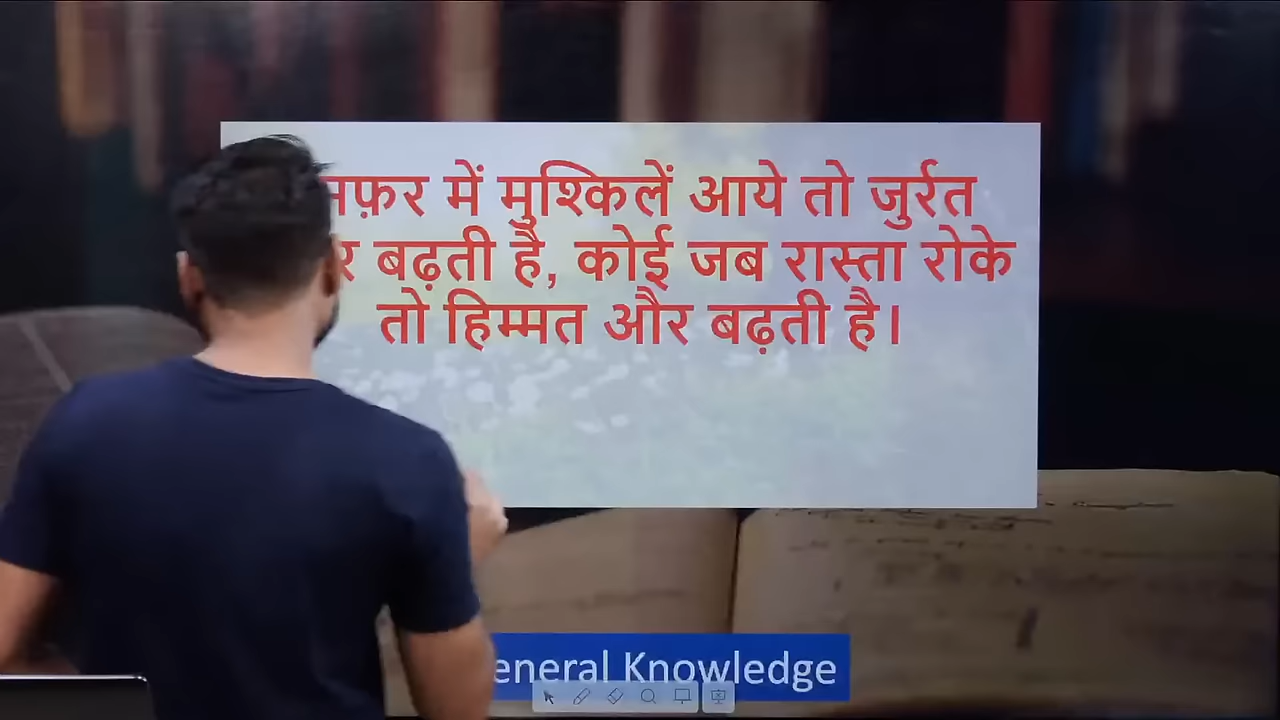 में मुश्किलें आये तो जुर्रत
बढ़ती है, कोई जब रास्ता रोके
तो हिम्मत और बढ़ती है।
Knowledge